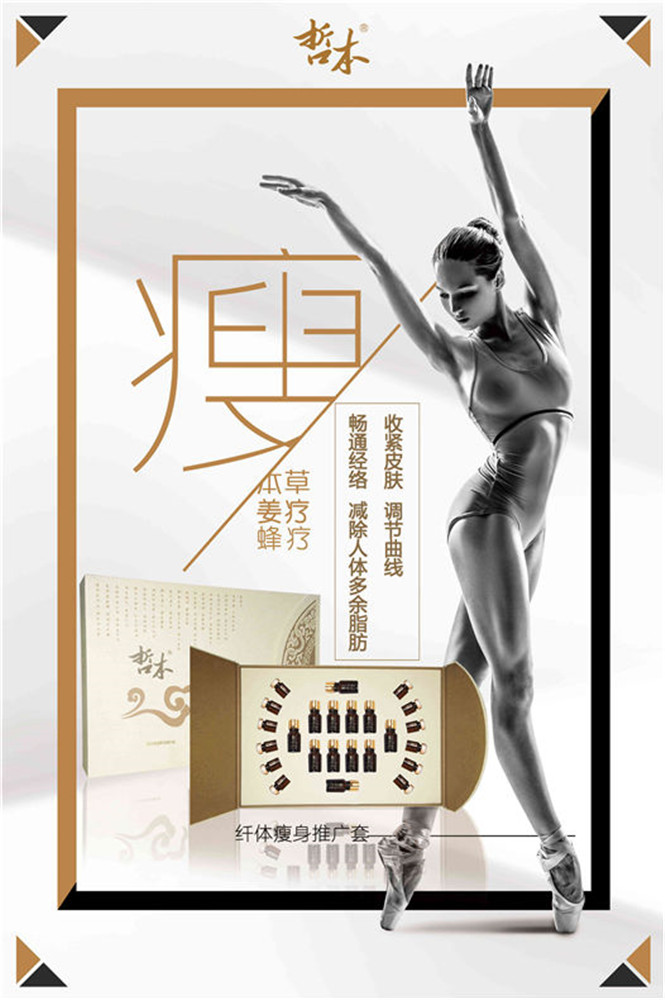 哲木®
瘦
本草
姜疗
蜂疗
收紧皮肤 调节曲线
畅通经络 减除人体多余脂肪
哲木
纤体瘦身推广套